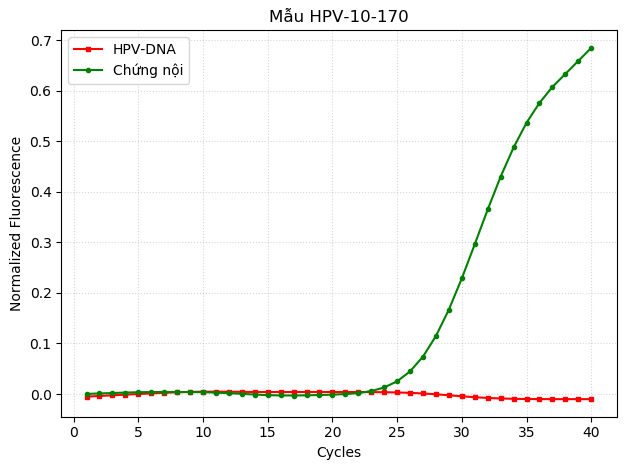 Mẫu HPV-10-170
HPV-DNA
Chứng nội
0.7
0.6
0.5
0.4
0.3
0.2
0.1
0.0
Normalized Fluorescence
0 5 10 15 20 25 30 35 40
Cycles